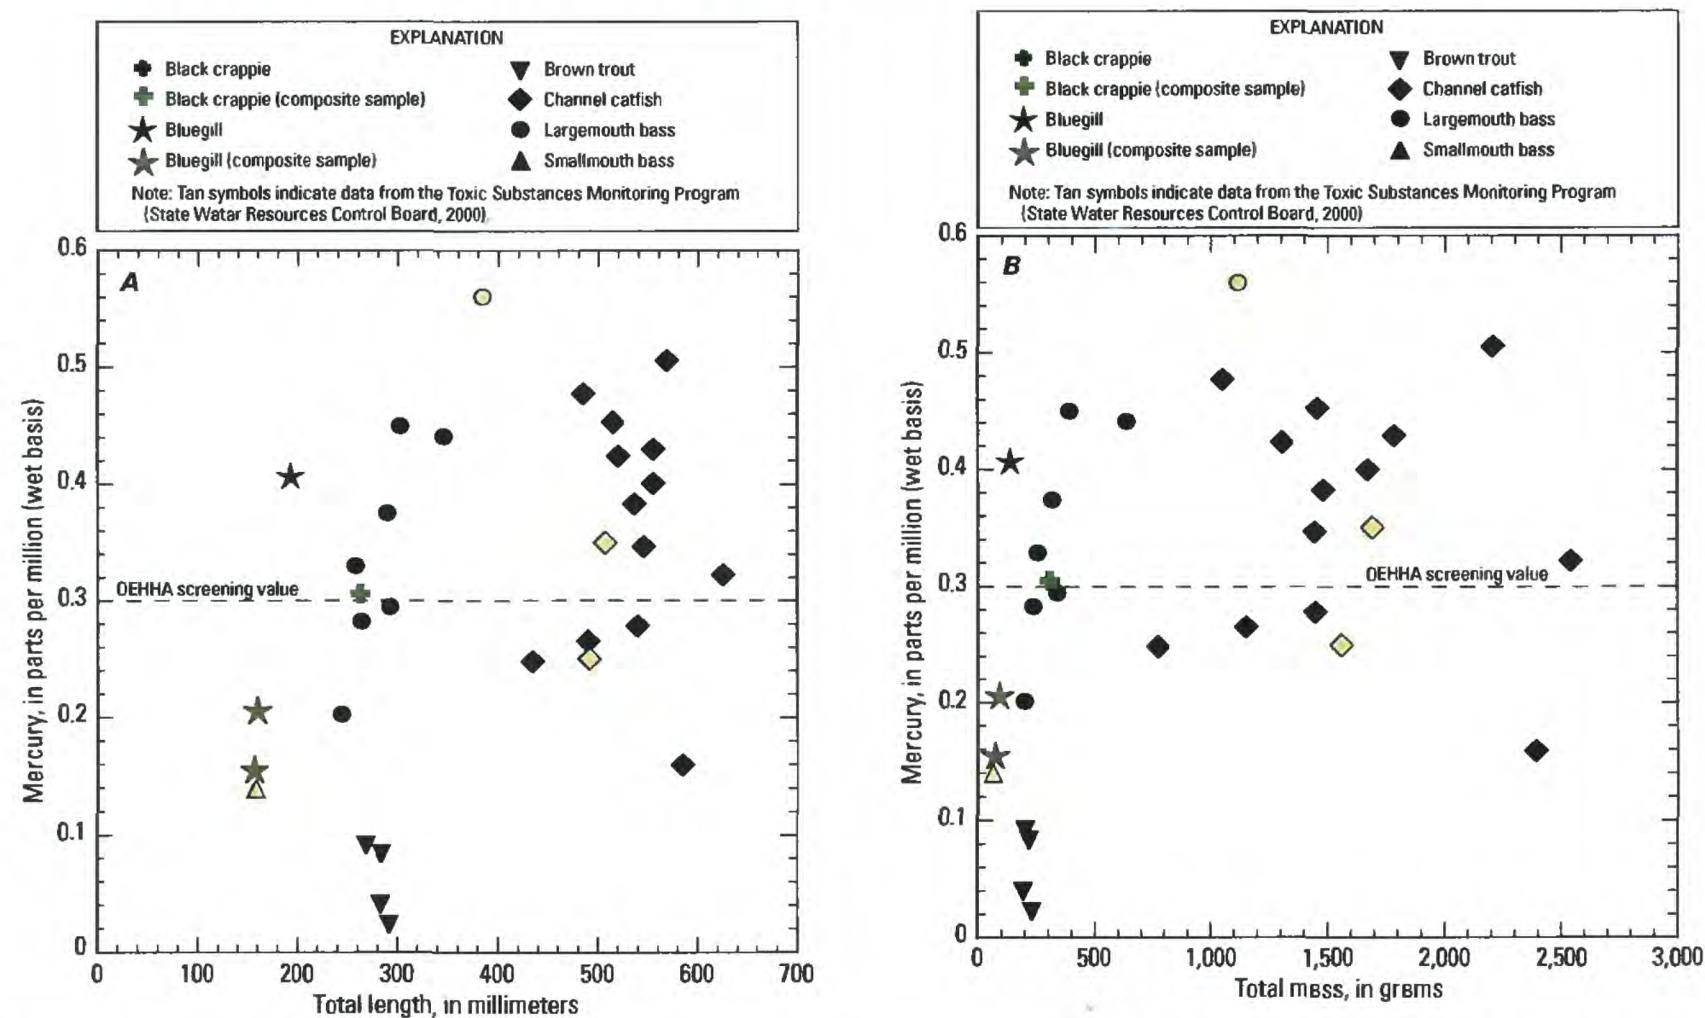 EXPLANATION
Black crappie
Black crappie (composite sample)
Bluegill
Bluegill (composite sample)
Brown trout
Channel catfish
Largemouth bass
Smallmouth bass
Note: Tan symbols indicate data from the Toxic Substances Monitoring Program
(State Watar Resources Control Board, 2000)
A
Mercury, in parts per million (wet basis)
0.6
0.5
0.4
0.3
0.2
0.1
0
OEHHA screening value
0 100 200 300 400 500 600 700
Total length, in millimeters
EXPLANATION
Black crappie
Black crappie (composite sample)
Bluegill
Bluegill (composite sample)
Brown trout
Channel catfish
Largemouth bass
Smallmouth bass
Note: Tan symbols indicate data from the Toxic Substances Monitoring Program
(State Water Resources Control Board, 2000)
B
Mercury, in parts per million (wet basis)
0.6
0.5
0.4
0.3
0.2
0.1
0
OEHHA screening value
0 500 1,000 1,500 2,000 2,500 3,000
Total mass, in grams